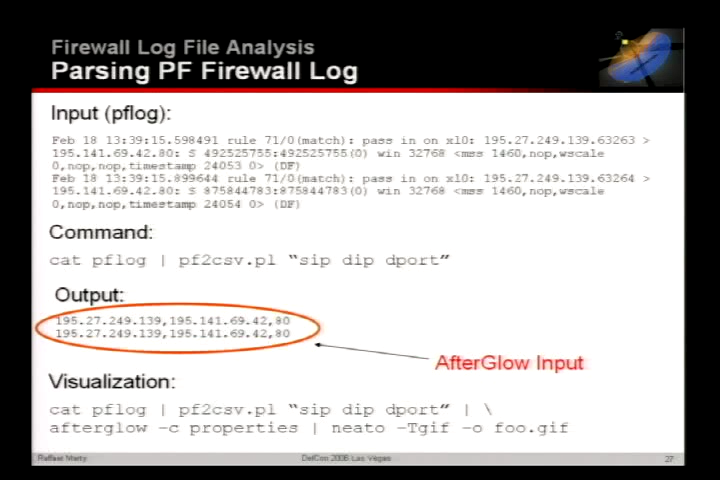 Firewall Log File Analysis
Parsing PF Firewall Log
Input (pflog):
Feb 18 13:39:15.598491 rule 71/0(match): pass in on xl0: 195.27.249.139.63263 >
195.141.69.42.80: S 492525755:492525755(0) win 32768 <mss 1460,nop,wscale
0,nop,nop,timestamp 24053 0> (DF)
Feb 18 13:39:15.899644 rule 71/0(match): pass in on xl0: 195.27.249.139.63264 >
195.141.69.42.80: S 875844783:875844783(0) win 32768 <mss 1460,nop,wscale
0,nop,nop,timestamp 24054 0> (DF)
Command:
cat pflog | pf2csv.pl “sip dip dport”
Output:
195.27.249.139,195.141.69.42,80
195.27.249.139,195.141.69.42,80
AfterGlow Input
Visualization:
cat pflog | pf2csv.pl “sip dip dport” | \
afterglow –c properties | neato –Tgif –o foo.gif
Raffael Marty
DefCon 2006 Las Vegas
27